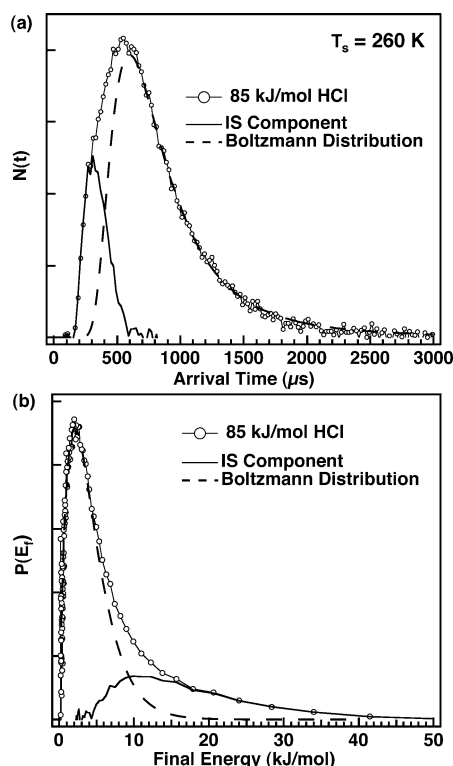 (a)
Tₛ = 260 K
85 kJ/mol HCl
IS Component
Boltzmann Distribution
N(t)
0 500 1000 1500 2000 2500 3000
Arrival Time (µs)
(b)
85 kJ/mol HCl
IS Component
Boltzmann Distribution
P(E_f)
0 10 20 30 40 50
Final Energy (kJ/mol)